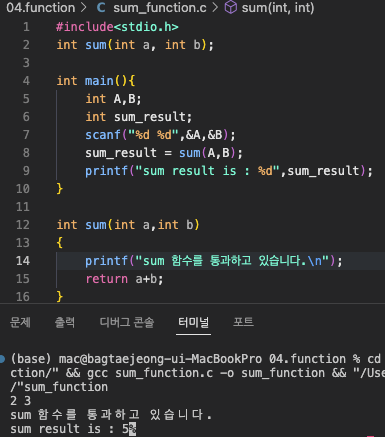 04.function > sum_function.c > sum(int, int)
1 #include<stdio.h>
2 int sum(int a, int b);
3
4 int main(){
5 int A,B;
6 int sum_result;
7 scanf("%d %d",&A,&B);
8 sum_result = sum(A,B);
9 printf("sum result is : %d",sum_result);
10 }
11
12 int sum(int a,int b)
13 {
14 printf("sum 함수를 통과하고 있습니다.\n");
15 return a+b;
16 }
문제 출력 디버그 콘솔 터미널 포트
(base) mac@bagtaejeong-ui-MacBookPro 04.function % cd
ction/" && gcc sum_function.c -o sum_function && "/Use
/"sum_function
2 3
sum 함수를 통과하고 있습니다.
sum result is : 5%